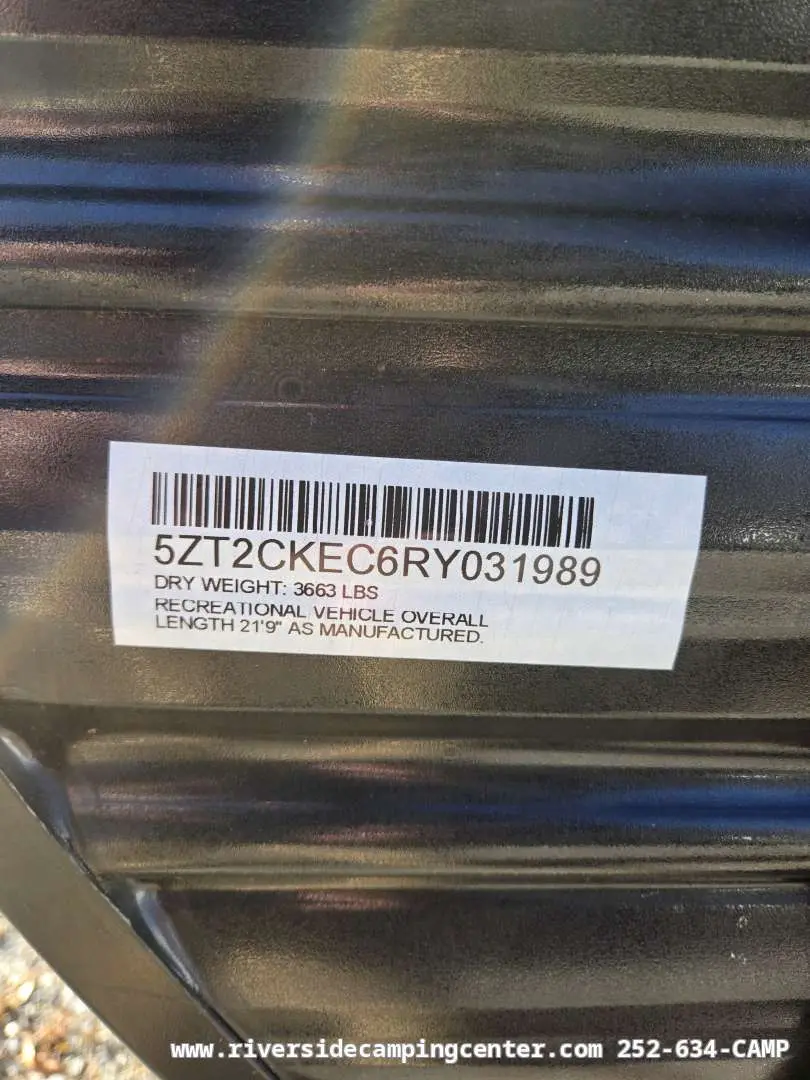 5ZT2CKEC6RY031989
DRY WEIGHT: 3663 LBS
RECREATIONAL VEHICLE OVERALL
LENGTH 21'9" AS MANUFACTURED.
www.riversidecampingcenter.com 252-634-CAMP